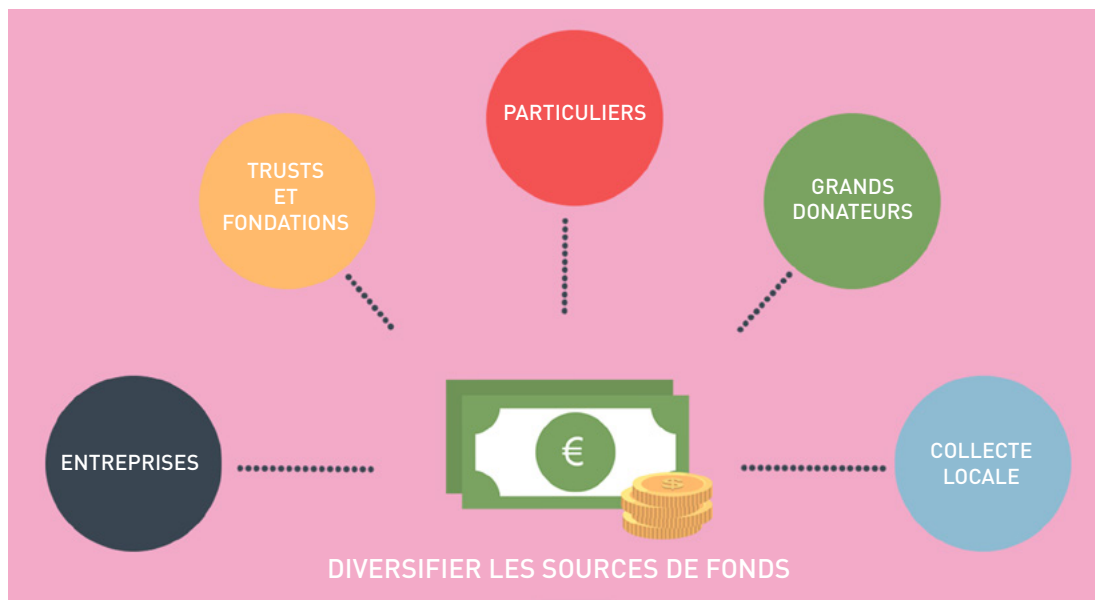 PARTICULIERS
TRUSTS
ET
FONDATIONS
GRANDS
DONATEURS
ENTREPRISES
€
$
COLLECTE
LOCALE
DIVERSIFIER LES SOURCES DE FONDS